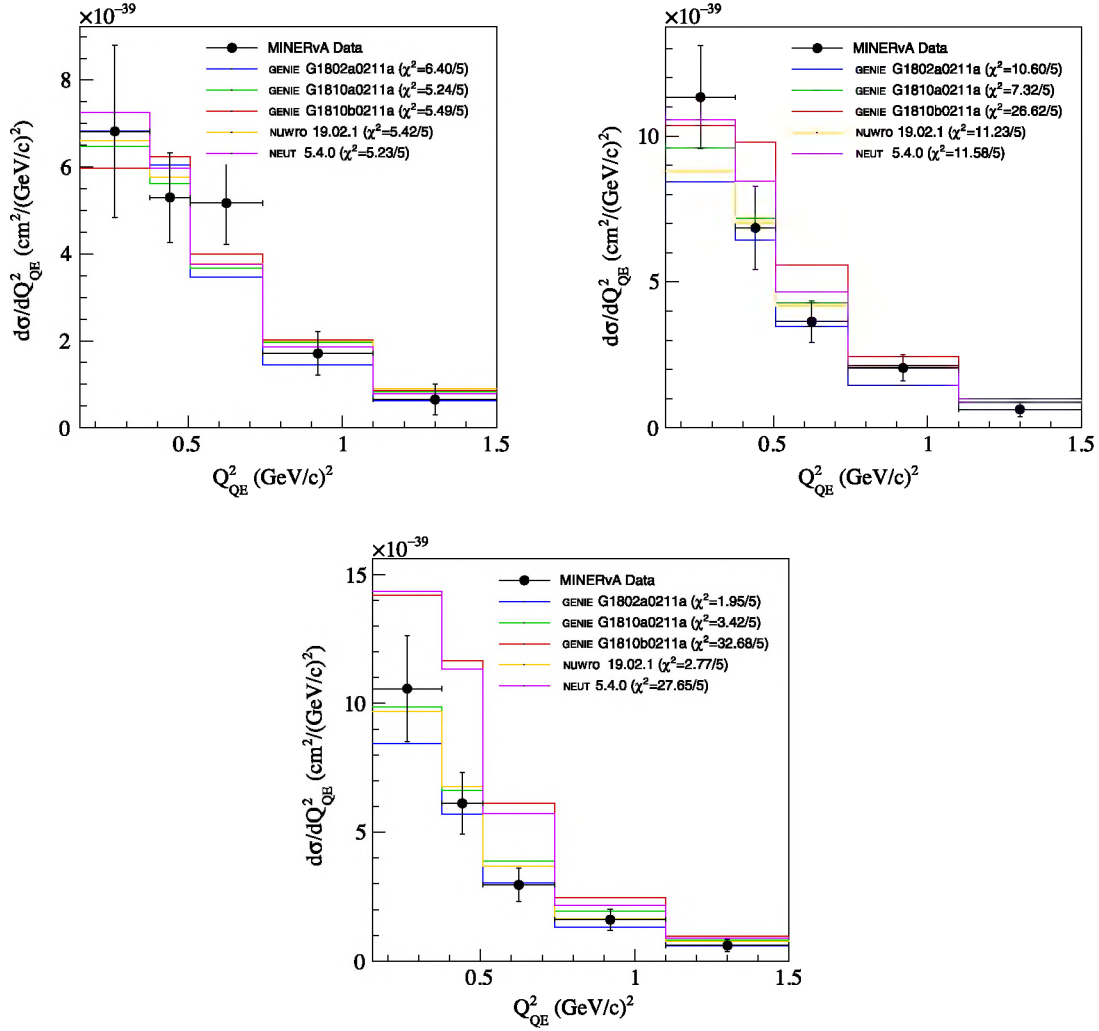 ×10⁻³⁹
MINERvA Data
GENIE G1802a0211a (χ²=6.40/5)
GENIE G1810a0211a (χ²=5.24/5)
GENIE G1810b0211a (χ²=5.49/5)
NUWRO 19.02.1 (χ²=5.42/5)
NEUT 5.4.0 (χ²=5.23/5)
dσ/dQ²_QE (cm²/(GeV/c)²)
8
6
4
2
0
0.5
1
1.5
Q²_QE (GeV/c)²
×10⁻³⁹
MINERvA Data
GENIE G1802a0211a (χ²=10.60/5)
GENIE G1810a0211a (χ²=7.32/5)
GENIE G1810b0211a (χ²=26.62/5)
NUWRO 19.02.1 (χ²=11.23/5)
NEUT 5.4.0 (χ²=11.58/5)
dσ/dQ²_QE (cm²/(GeV/c)²)
10
5
0
0.5
1
1.5
Q²_QE (GeV/c)²
×10⁻³⁹
MINERvA Data
GENIE G1802a0211a (χ²=1.95/5)
GENIE G1810a0211a (χ²=3.42/5)
GENIE G1810b0211a (χ²=32.68/5)
NUWRO 19.02.1 (χ²=2.77/5)
NEUT 5.4.0 (χ²=27.65/5)
dσ/dQ²_QE (cm²/(GeV/c)²)
15
10
5
0
0.5
1
1.5
Q²_QE (GeV/c)²